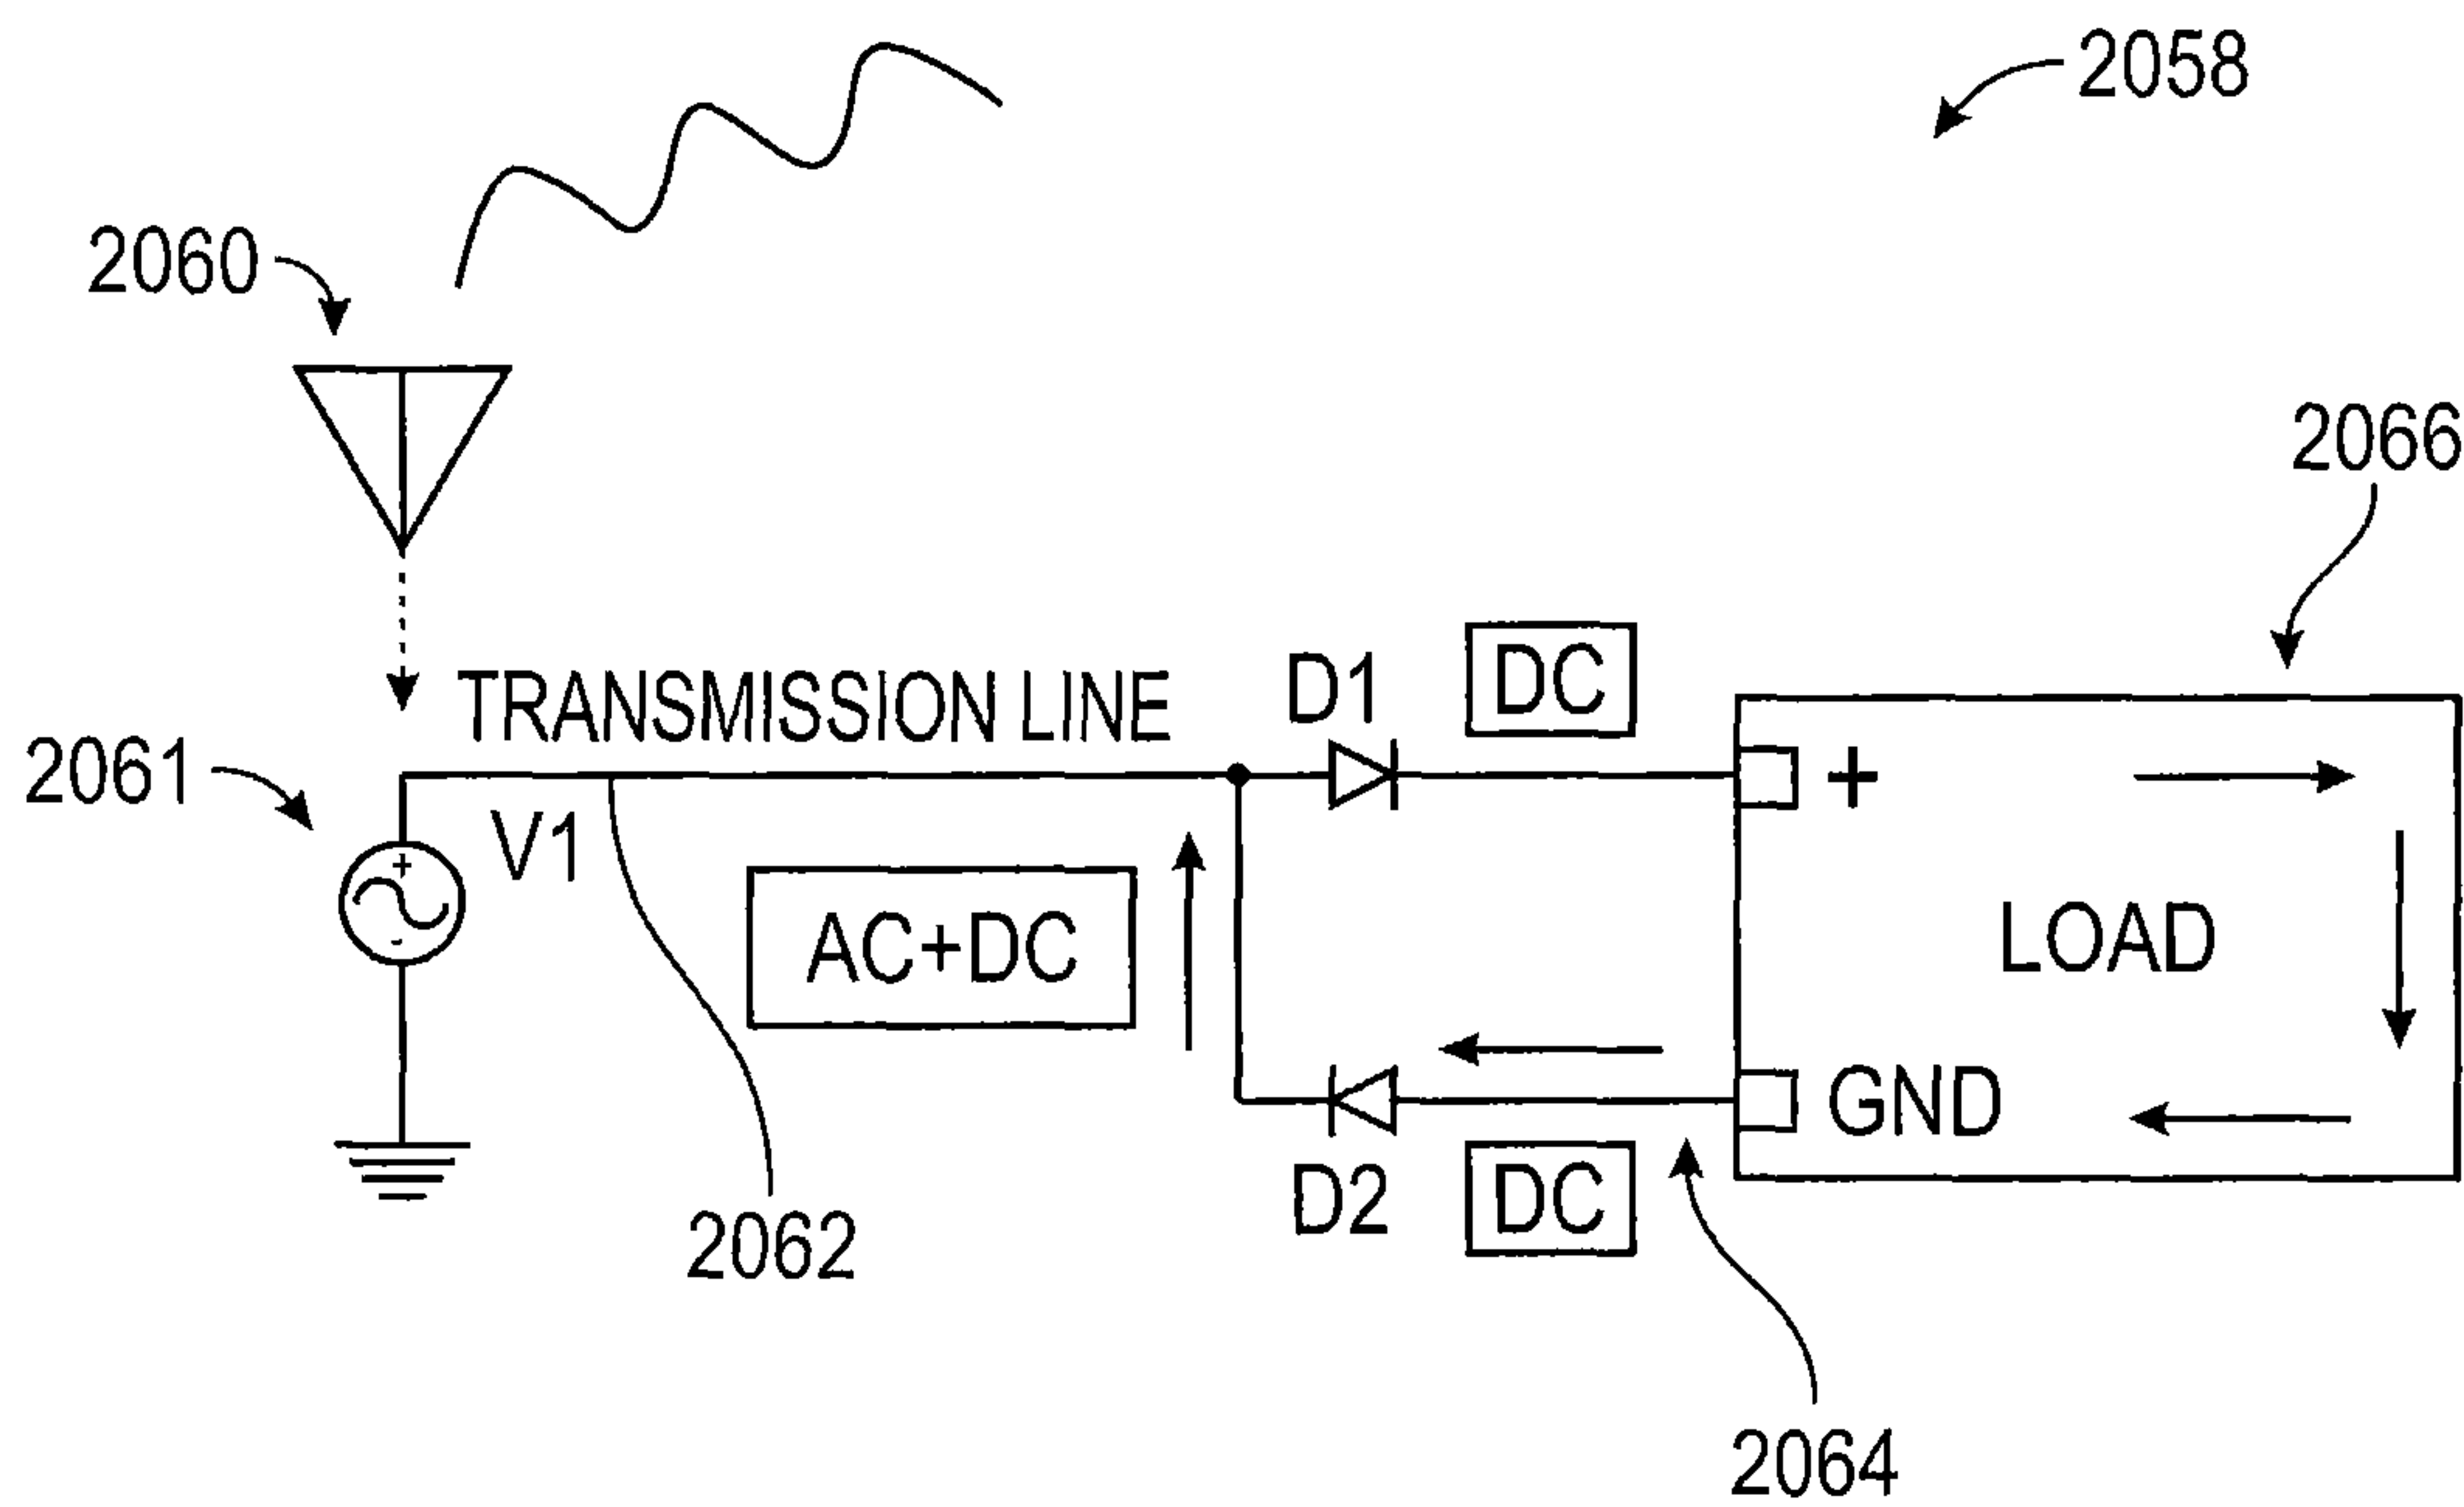 2058
2060
2066
D1
DC
TRANSMISSION LINE
2061
V1
+
+
-
AC+DC
LOAD
GND
D2
DC
2062
2064